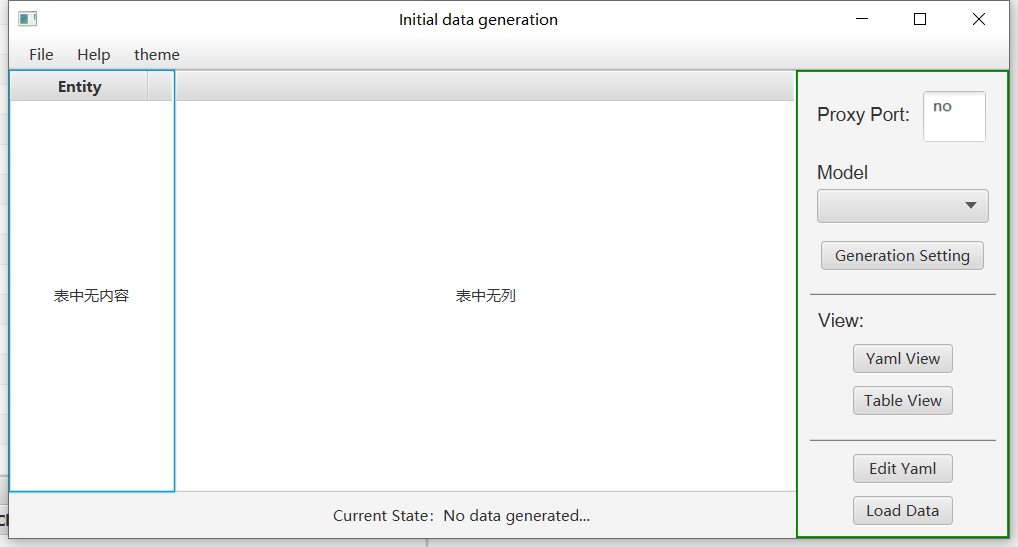 Initial data generation
File Help theme
Entity
表中无内容
表中无列
Proxy Port: no
Model
Generation Setting
View:
Yaml View
Table View
Edit Yaml
Load Data
Current State：No data generated...